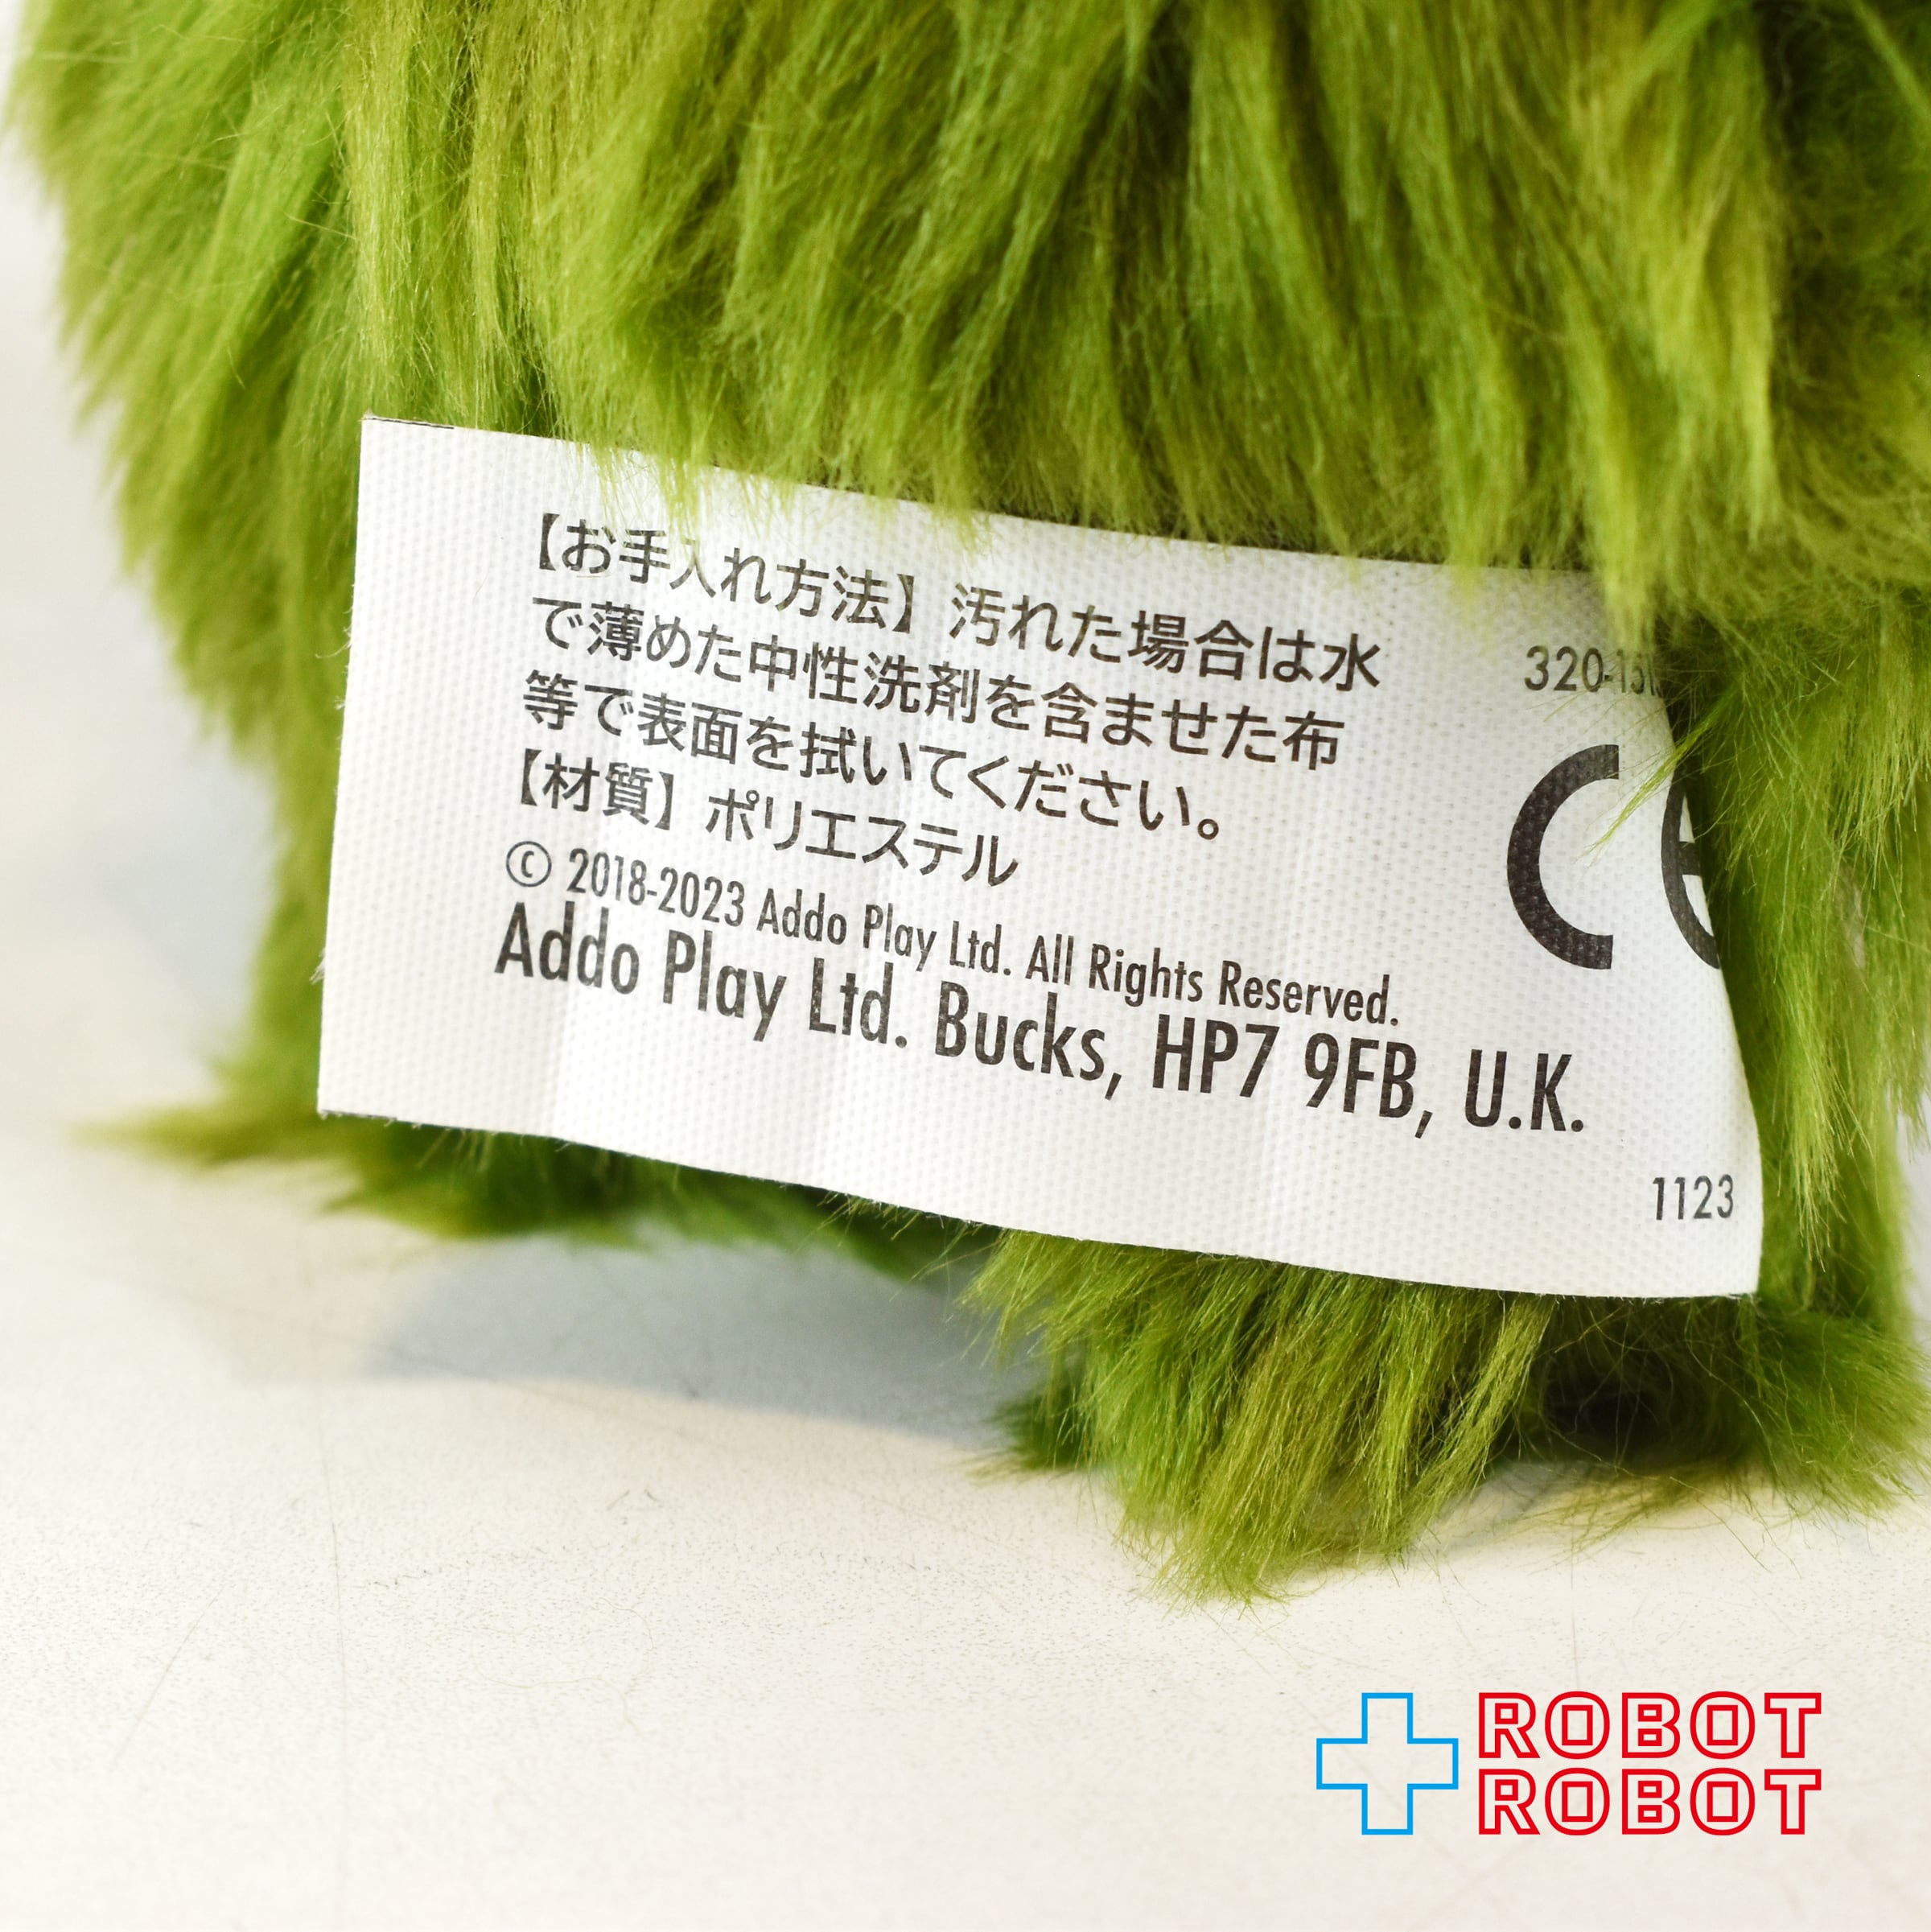 【お手入れ方法】汚れた場合は水
で薄めた中性洗剤を含ませた布
等で表面を拭いてください。
【材質】ポリエステル
© 2018-2023 Addo Play Ltd. All Rights Reserved.
Addo Play Ltd. Bucks, HP7 9FB, U.K.
CE
1123
ROBOT
ROBOT